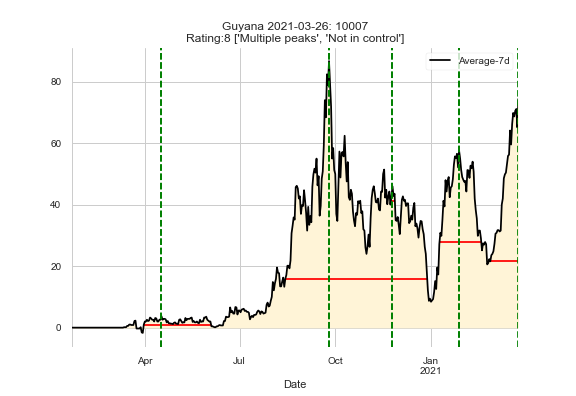 Guyana 2021-03-26: 10007
Rating:8 ['Multiple peaks', 'Not in control']
Average-7d
80
60
40
20
0
Apr
Jul
Oct
Jan
2021
Date